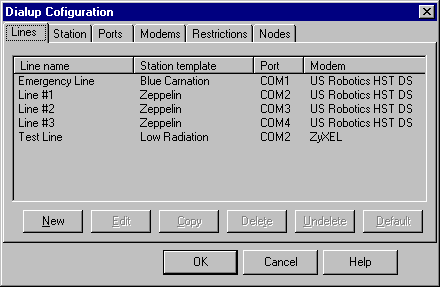 Dialup Cofiguration
Lines Station Ports Modems Restrictions Nodes
Line name Station template Port Modem
Emergency Line Blue Carnation COM1 US Robotics HST DS
Line #1 Zeppelin COM2 US Robotics HST DS
Line #2 Zeppelin COM3 US Robotics HST DS
Line #3 Zeppelin COM4 US Robotics HST DS
Test Line Low Radiation COM2 ZyXEL
New Edit Copy Delete Undelete Default
OK Cancel Help